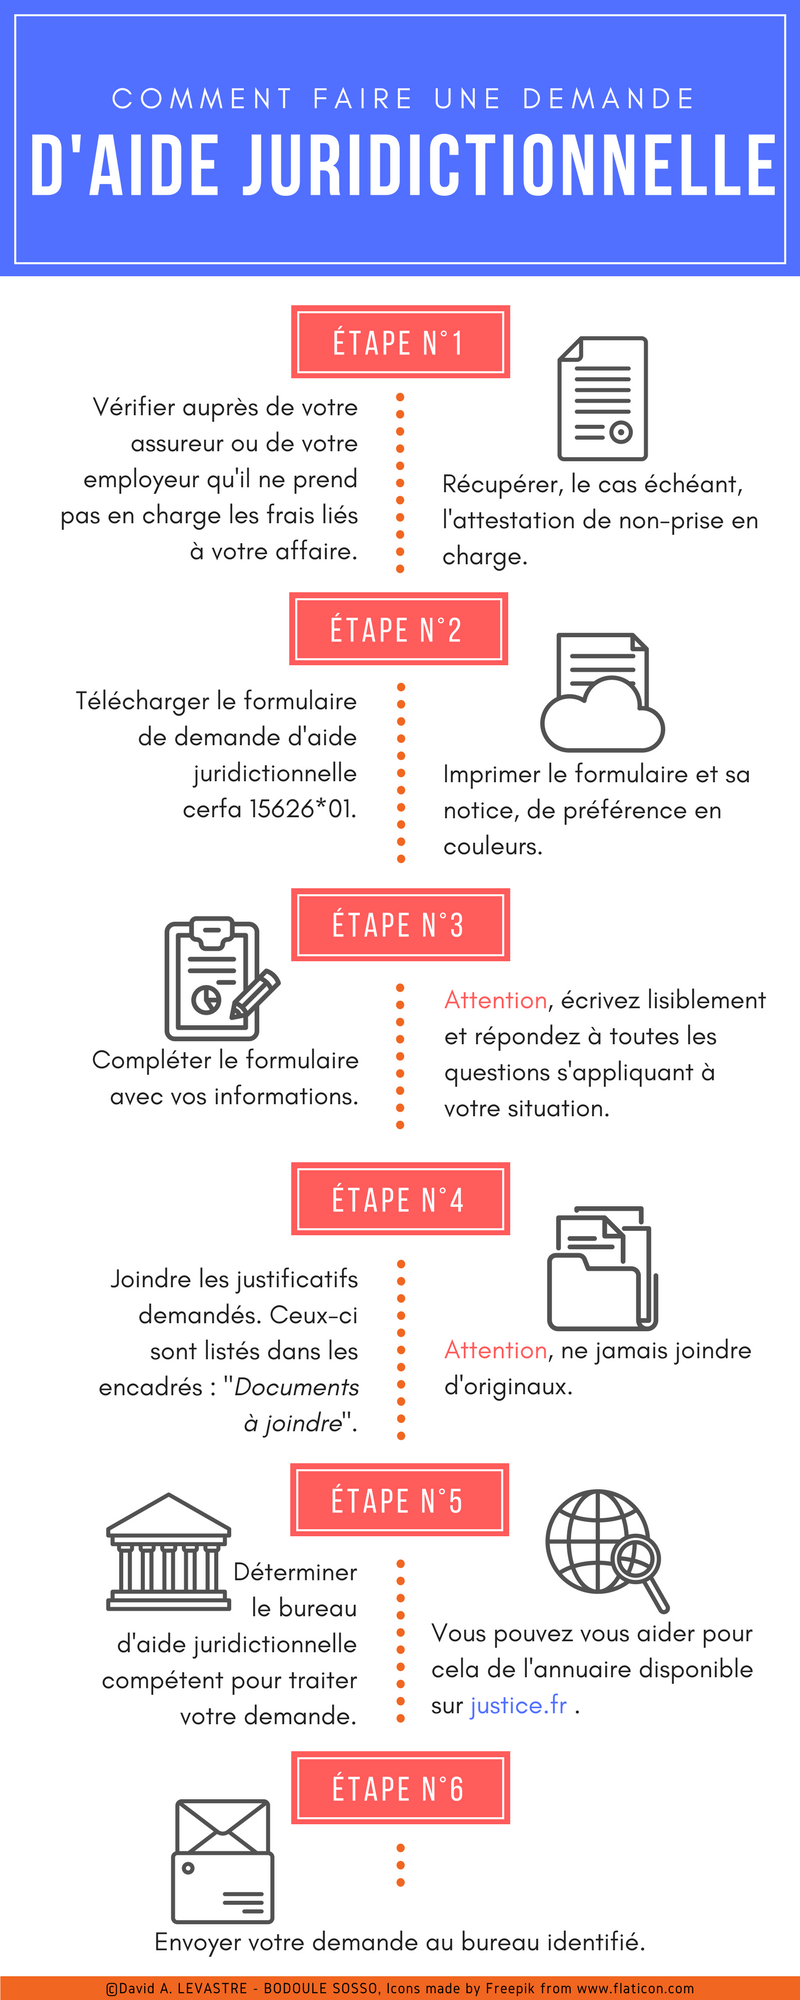 COMMENT FAIRE UNE DEMANDE
D'AIDE JURIDICTIONNELLE
ÉTAPE N°1
Vérifier auprès de votre
assureur ou de votre
employeur qu'il ne prend
pas en charge les frais liés
à votre affaire.
Récupérer, le cas échéant,
l'attestation de non-prise en
charge.
ÉTAPE N°2
Télécharger le formulaire
de demande d'aide
juridictionnelle
cerfa 15626*01.
Imprimer le formulaire et sa
notice, de préférence en
couleurs.
ÉTAPE N°3
Compléter le formulaire
avec vos informations.
Attention, écrivez lisiblement
et répondez à toutes les
questions s'appliquant à
votre situation.
ÉTAPE N°4
Joindre les justificatifs
demandés. Ceux-ci
sont listés dans les
encadrés : "Documents
à joindre".
Attention, ne jamais joindre
d'originaux.
ÉTAPE N°5
Déterminer
le bureau
d'aide juridictionnelle
compétent pour traiter
votre demande.
Vous pouvez vous aider pour
cela de l'annuaire disponible
sur justice.fr .
ÉTAPE N°6
Envoyer votre demande au bureau identifié.
©David A. LEVASTRE - BODOULE SOSSO, Icons made by Freepik from www.flaticon.com